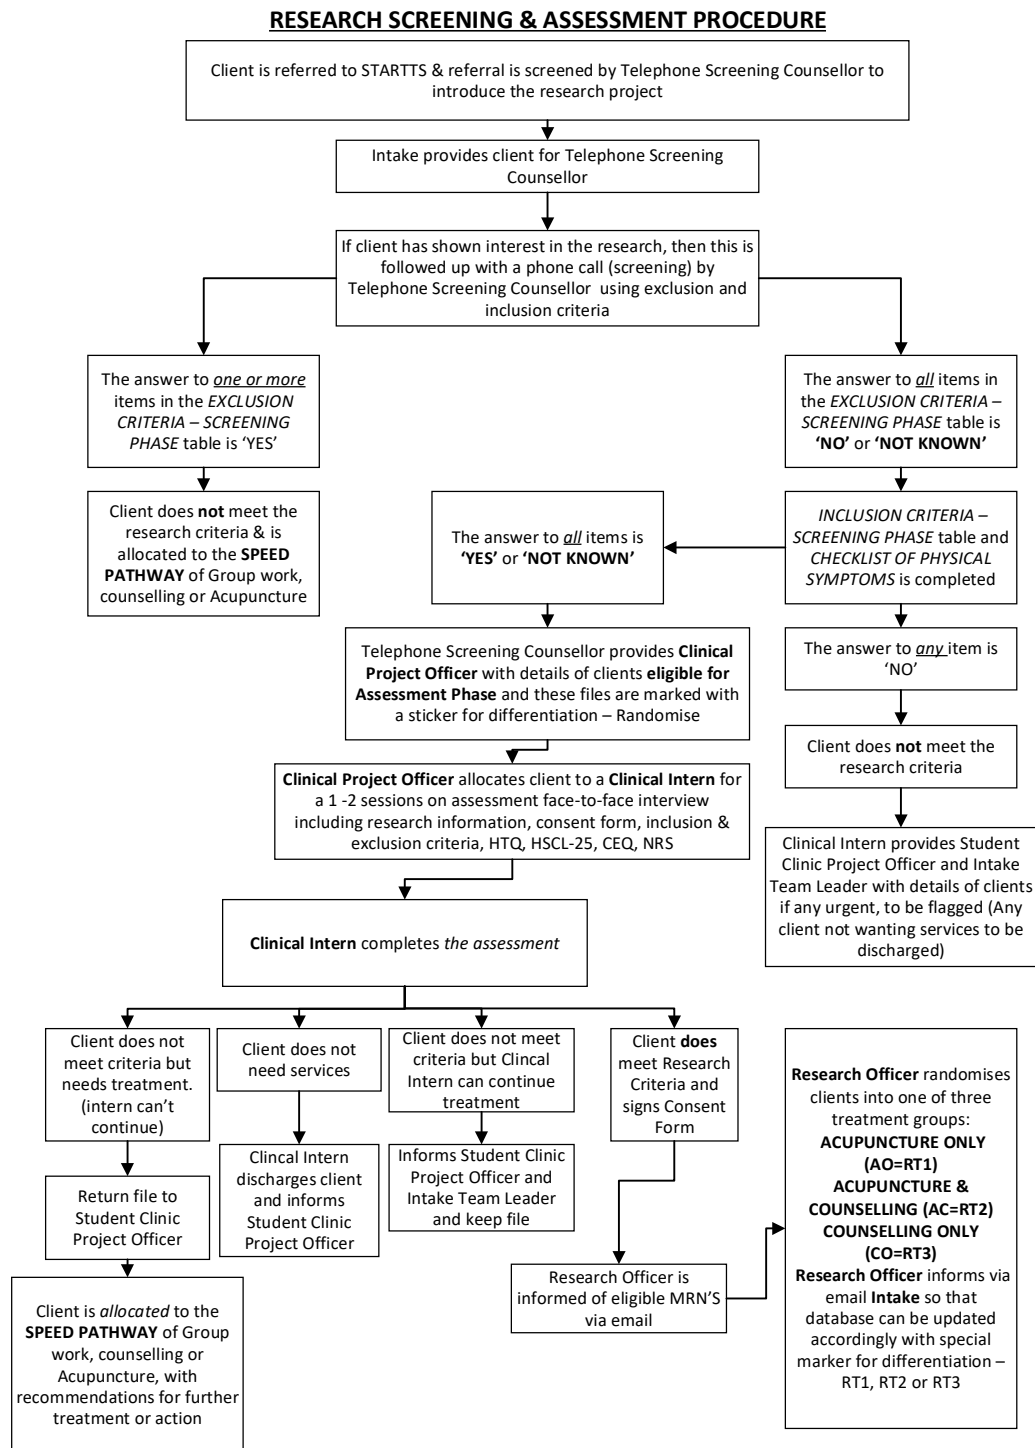 RESEARCH SCREENING & ASSESSMENT PROCEDURE
Client is referred to STARTTS & referral is screened by Telephone Screening Counsellor to
introduce the research project
Intake provides client for Telephone Screening
Counsellor
If client has shown interest in the research, then this is
followed up with a phone call (screening) by
Telephone Screening Counsellor using exclusion and
inclusion criteria
The answer to one or more
items in the EXCLUSION
CRITERIA – SCREENING
PHASE table is ‘YES’
The answer to all items in
the EXCLUSION CRITERIA –
SCREENING PHASE table is
‘NO’ or ‘NOT KNOWN’
Client does not meet the
research criteria & is
allocated to the SPEED
PATHWAY of Group work,
counselling or Acupuncture
The answer to all items is
‘YES’ or ‘NOT KNOWN’
INCLUSION CRITERIA –
SCREENING PHASE table and
CHECKLIST OF PHYSICAL
SYMPTOMS is completed
Telephone Screening Counsellor provides Clinical
Project Officer with details of clients eligible for
Assessment Phase and these files are marked with
a sticker for differentiation – Randomise
The answer to any item is
‘NO’
Client does not meet the
research criteria
Clinical Project Officer allocates client to a Clinical Intern for
a 1 -2 sessions on assessment face-to-face interview
including research information, consent form, inclusion &
exclusion criteria, HTQ, HSCL-25, CEQ, NRS
Clinical Intern provides Student
Clinic Project Officer and Intake
Team Leader with details of clients
if any urgent, to be flagged (Any
client not wanting services to be
discharged)
Clinical Intern completes the assessment
Client does not
meet criteria but
needs treatment.
(intern can’t
continue)
Client does not
need services
Client does not meet
criteria but Clincal
Intern can continue
treatment
Client does
meet Research
Criteria and
signs Consent
Form
Return file to
Student Clinic
Project Officer
Clincal Intern
discharges client
and informs
Student Clinic
Project Officer
Informs Student Clinic
Project Officer and
Intake Team Leader
and keep file
Research Officer is
informed of eligible MRN’S
via email
Client is allocated to the
SPEED PATHWAY of Group
work, counselling or
Acupuncture, with
recommendations for further
treatment or action
Research Officer randomises
clients into one of three
treatment groups:
ACUPUNCTURE ONLY
(AO=RT1)
ACUPUNCTURE &
COUNSELLING (AC=RT2)
COUNSELLING ONLY
(CO=RT3)
Research Officer informs via
email Intake so that
database can be updated
accordingly with special
marker for differentiation –
RT1, RT2 or RT3